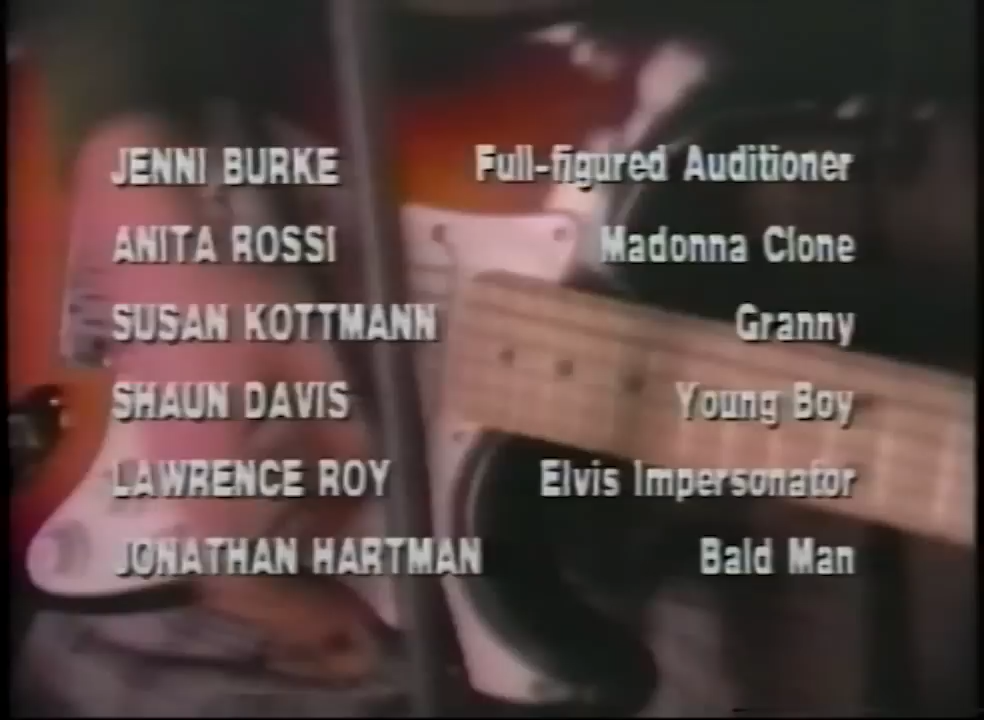 JENNI BURKE Full-figured Auditioner
ANITA ROSSI Madonna Clone
SUSAN KOTTMANN Granny
SHAUN DAVIS Young Boy
LAWRENCE ROY Elvis Impersonator
JONATHAN HARTMAN Bald Man